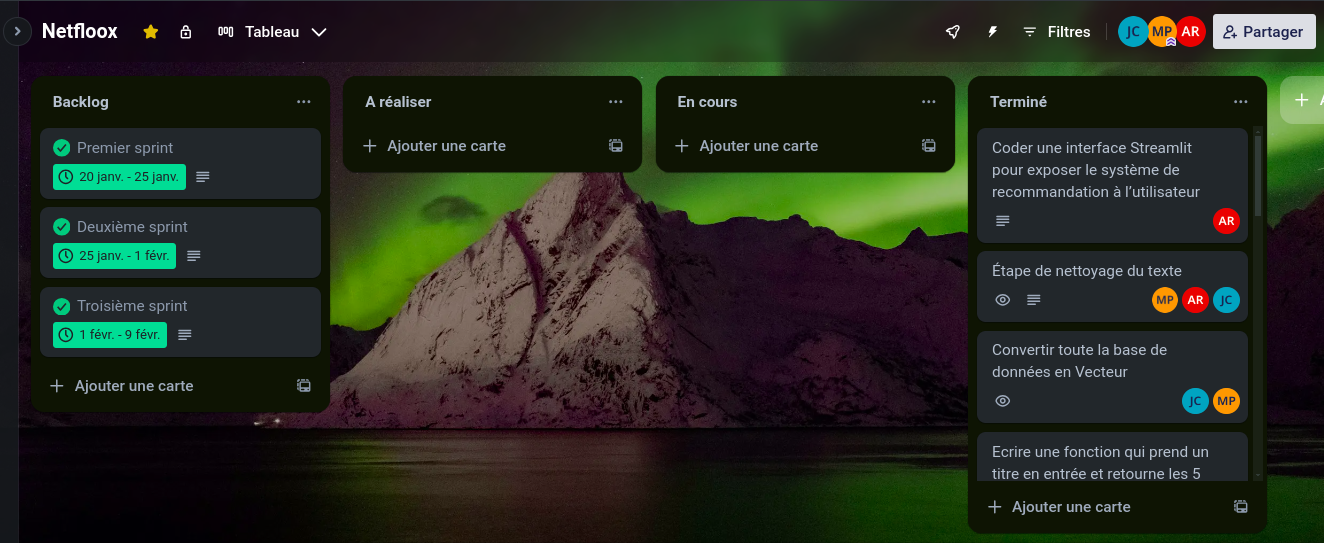 Netfloox
Tableau
Filtres
JC
MP
AR
Partager
Backlog
Premier sprint
20 janv. - 25 janv.
Deuxième sprint
25 janv. - 1 févr.
Troisième sprint
1 févr. - 9 févr.
Ajouter une carte
A réaliser
Ajouter une carte
En cours
Ajouter une carte
Terminé
Coder une interface Streamlit
pour exposer le système de
recommandation à l’utilisateur
AR
Étape de nettoyage du texte
MP
AR
JC
Convertir toute la base de
données en Vecteur
JC
MP
Ecrire une fonction qui prend un
titre en entrée et retourne les 5
Ajouter une carte